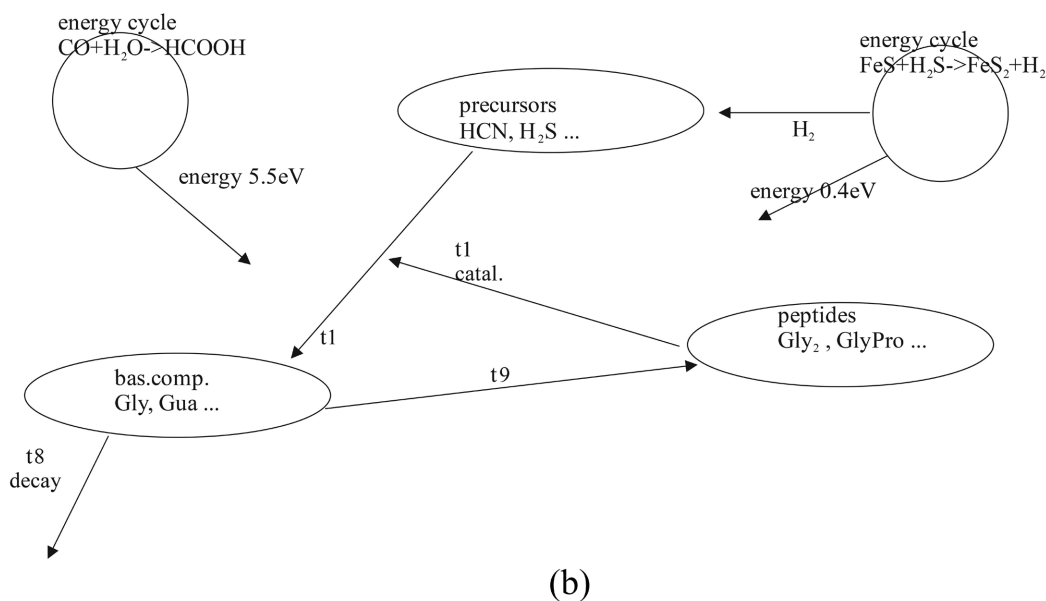 energy cycle
CO+H₂O->HCOOH
energy cycle
FeS+H₂S->FeS₂+H₂
precursors
HCN, H₂S ...
H₂
energy 5.5eV
energy 0.4eV
t1
catal.
t1
peptides
Gly₂ , GlyPro ...
bas.comp.
Gly, Gua ...
t9
t8
decay
(b)